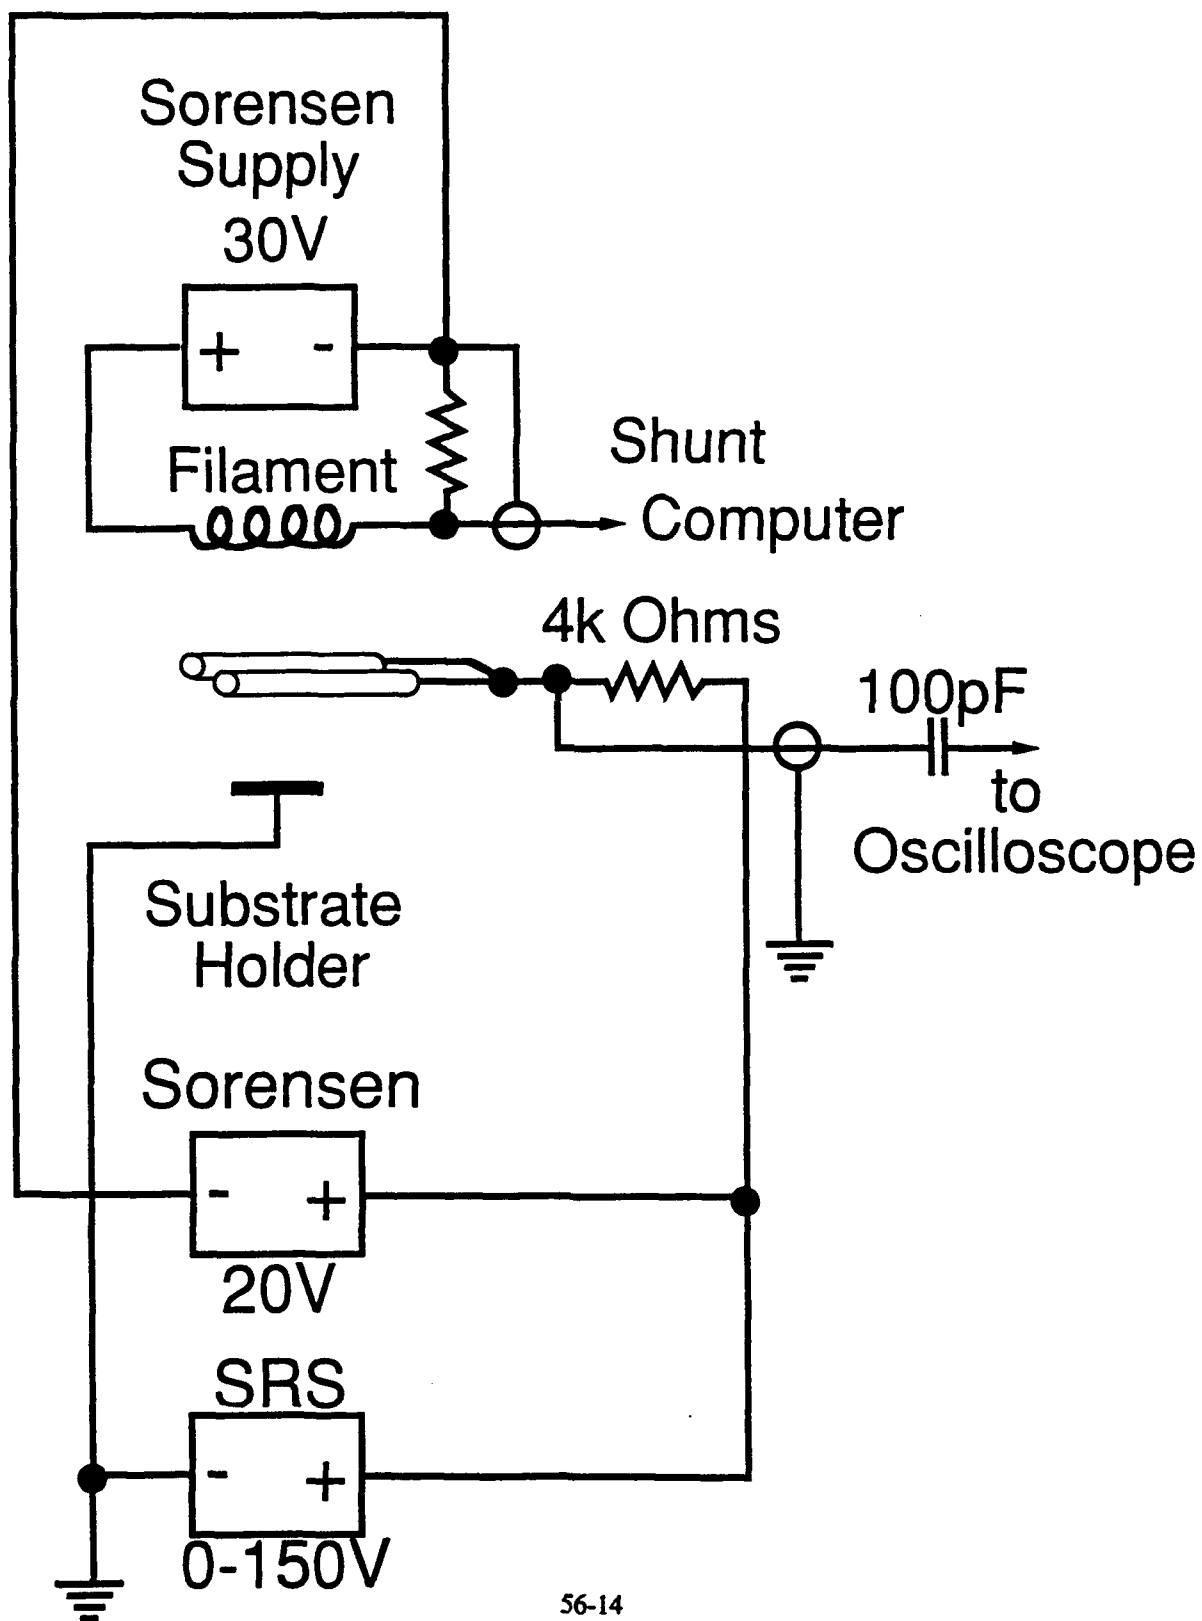 Sorensen
Supply
30V
+ -
Filament
Shunt
Computer
4k Ohms
100pF
to
Oscilloscope
Substrate
Holder
Sorensen
- +
20V
SRS
- +
0-150V
56-14